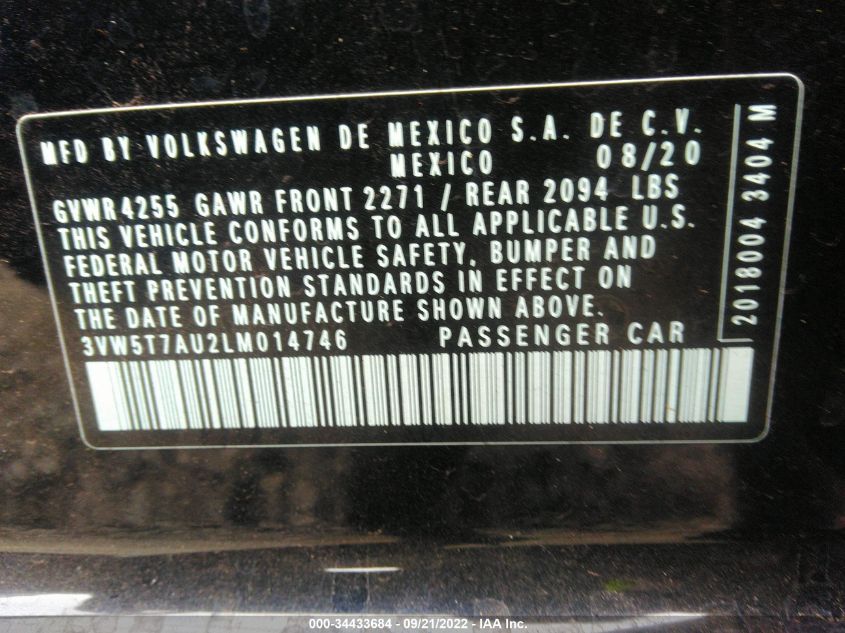 MFD BY VOLKSWAGEN DE MEXICO S.A. DE C.V.
MEXICO 08/20
GVWR4255 GAWR FRONT 2271 / REAR 2094 LBS
THIS VEHICLE CONFORMS TO ALL APPLICABLE U.S.
FEDERAL MOTOR VEHICLE SAFETY, BUMPER AND
THEFT PREVENTION STANDARDS IN EFFECT ON
THE DATE OF MANUFACTURE SHOWN ABOVE.
3VW5T7AU2LM014746 PASSENGER CAR
2018004 3404 M
000-34433684 - 09/21/2022 - IAA Inc.